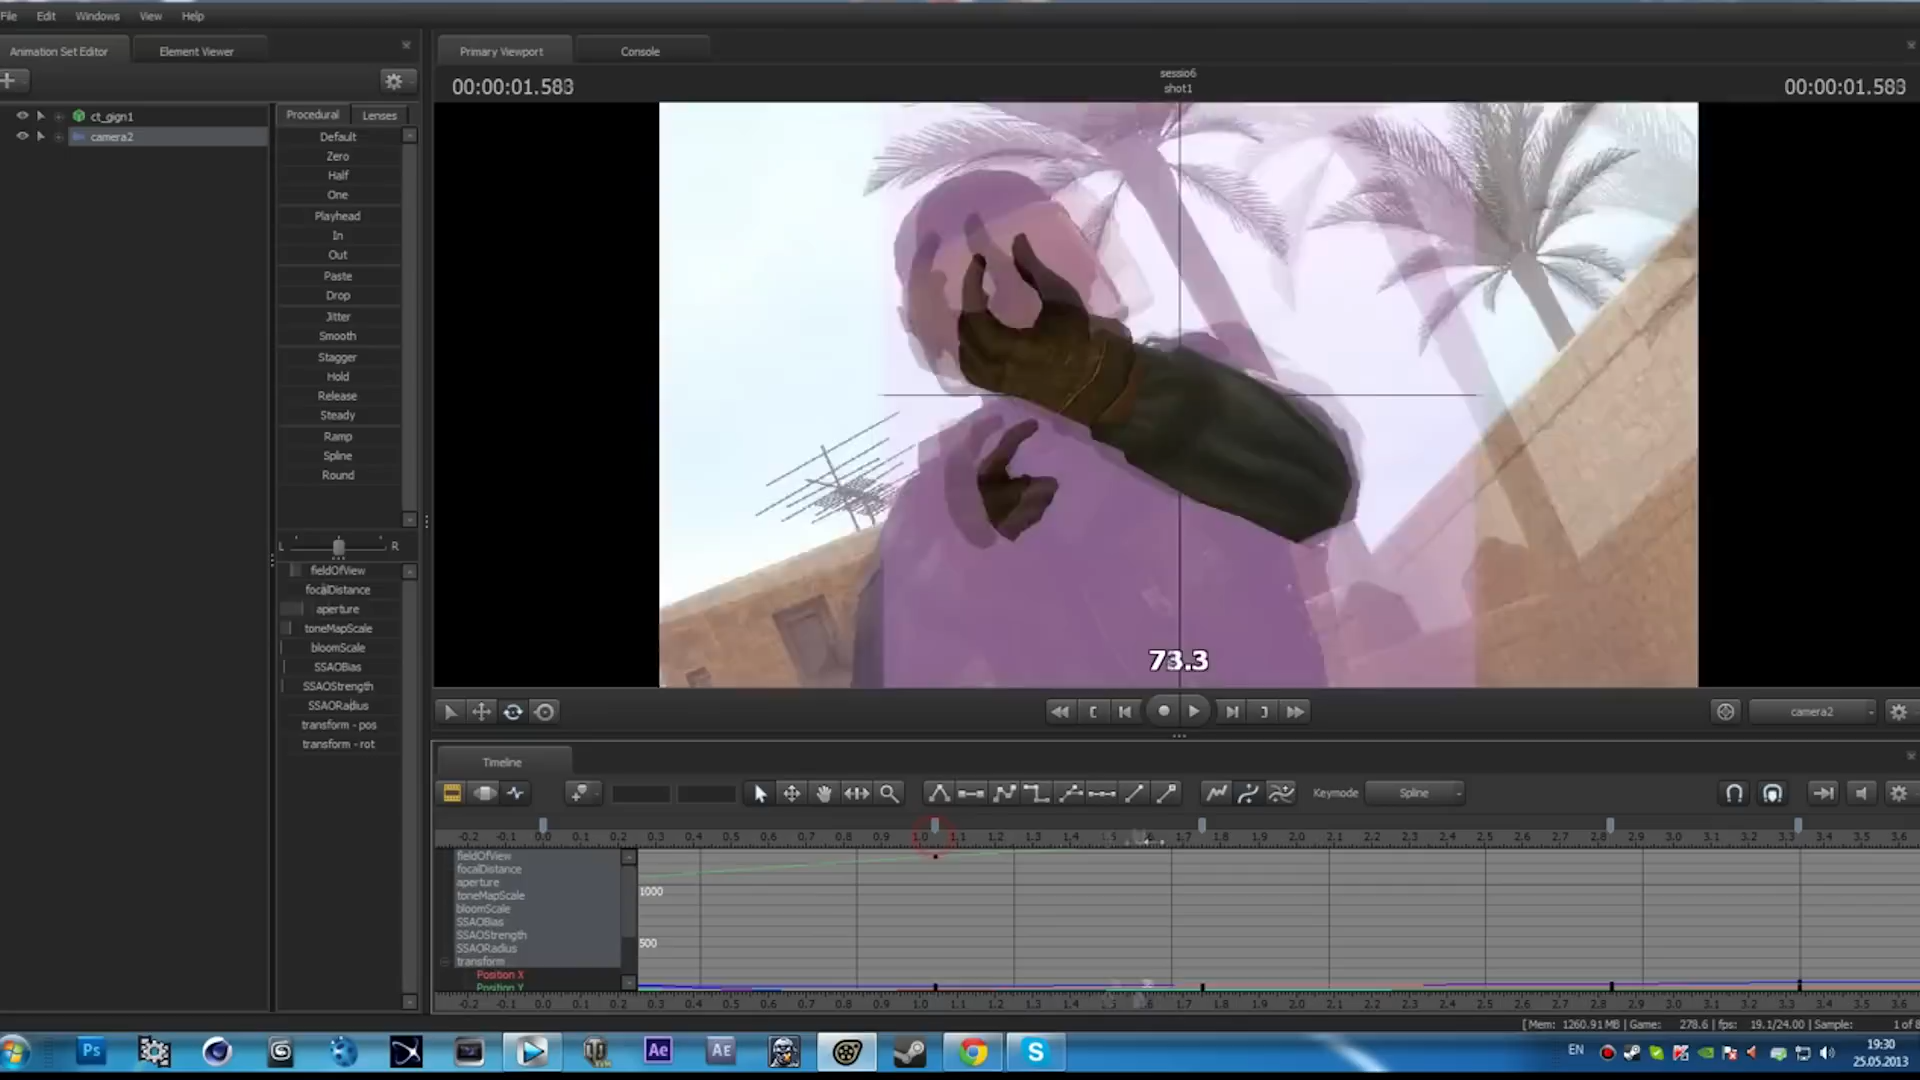 File Edit Windows View Help
Animation Set Editor Element Viewer
Primary Viewport Console
00:00:01.583
sessio6
shot1
00:00:01.583
ct_gign1
camera2
Procedural Lenses
Default
Zero
Half
One
Playhead
In
Out
Paste
Drop
Jitter
Smooth
Stagger
Hold
Release
Steady
Ramp
Spline
Round
L R
fieldOfView
focalDistance
aperture
toneMapScale
bloomScale
SSAOBias
SSAOStrength
SSAORadius
transform - pos
transform - rot
73.3
camera2
Timeline
Keymode Spline
-0.2 -0.1 0.0 0.1 0.2 0.3 0.4 0.5 0.6 0.7 0.8 0.9 1.0 1.1 1.2 1.3 1.4 1.5 1.6 1.7 1.8 1.9 2.0 2.1 2.2 2.3 2.4 2.5 2.6 2.7 2.8 2.9 3.0 3.1 3.2 3.3 3.4 3.5 3.6
fieldOfView
focalDistance
aperture
toneMapScale
bloomScale
SSAOBias
SSAOStrength
SSAORadius
transform
Position X
Position Y
1000
500
-0.2 -0.1 0.0 0.1 0.2 0.3 0.4 0.5 0.6 0.7 0.8 0.9 1.0 1.1 1.2 1.3 1.4 1.5 1.6 1.7 1.8 1.9 2.0 2.1 2.2 2.3 2.4 2.5 2.6 2.7 2.8 2.9 3.0 3.1 3.2 3.3 3.4 3.5 3.6
[ Mem: 1260.91 MB | Game: 278.6 | fps: 19.1/24.00 | Sample: 1 of 8
Ps Ae AE S
EN
19:30
25.05.2013